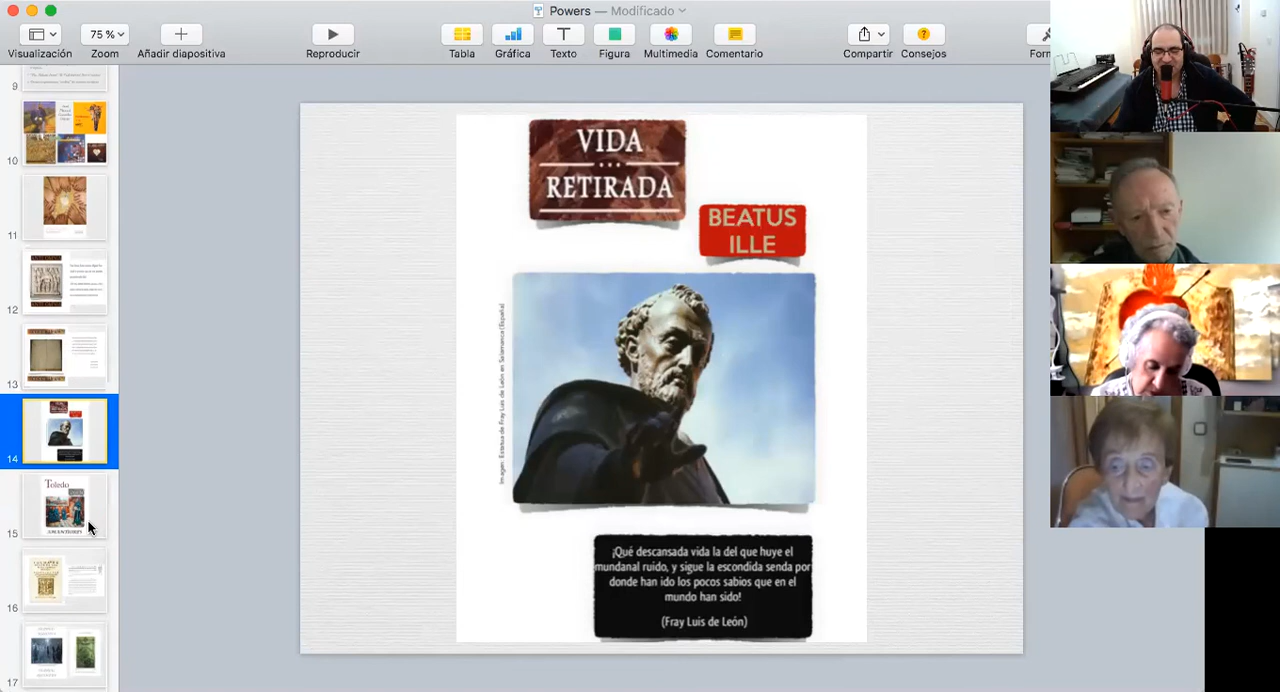 Powers — Modificado
75 %
Visualización
Zoom
Añadir diapositiva
Reproducir
Tabla
Gráfica
Texto
Figura
Multimedia
Comentario
Compartir
Consejos
Form
9
10
11
12
13
14
15
16
17
Toledo
VIDA
RETIRADA
BEATUS
ILLE
Imagen: Estatua de Fray Luis de León en Salamanca (España)
¡Qué descansada vida la del que huye el
mundanal ruido, y sigue la escondida senda por
donde han ido los pocos sabios que en el
mundo han sido!
(Fray Luis de León)